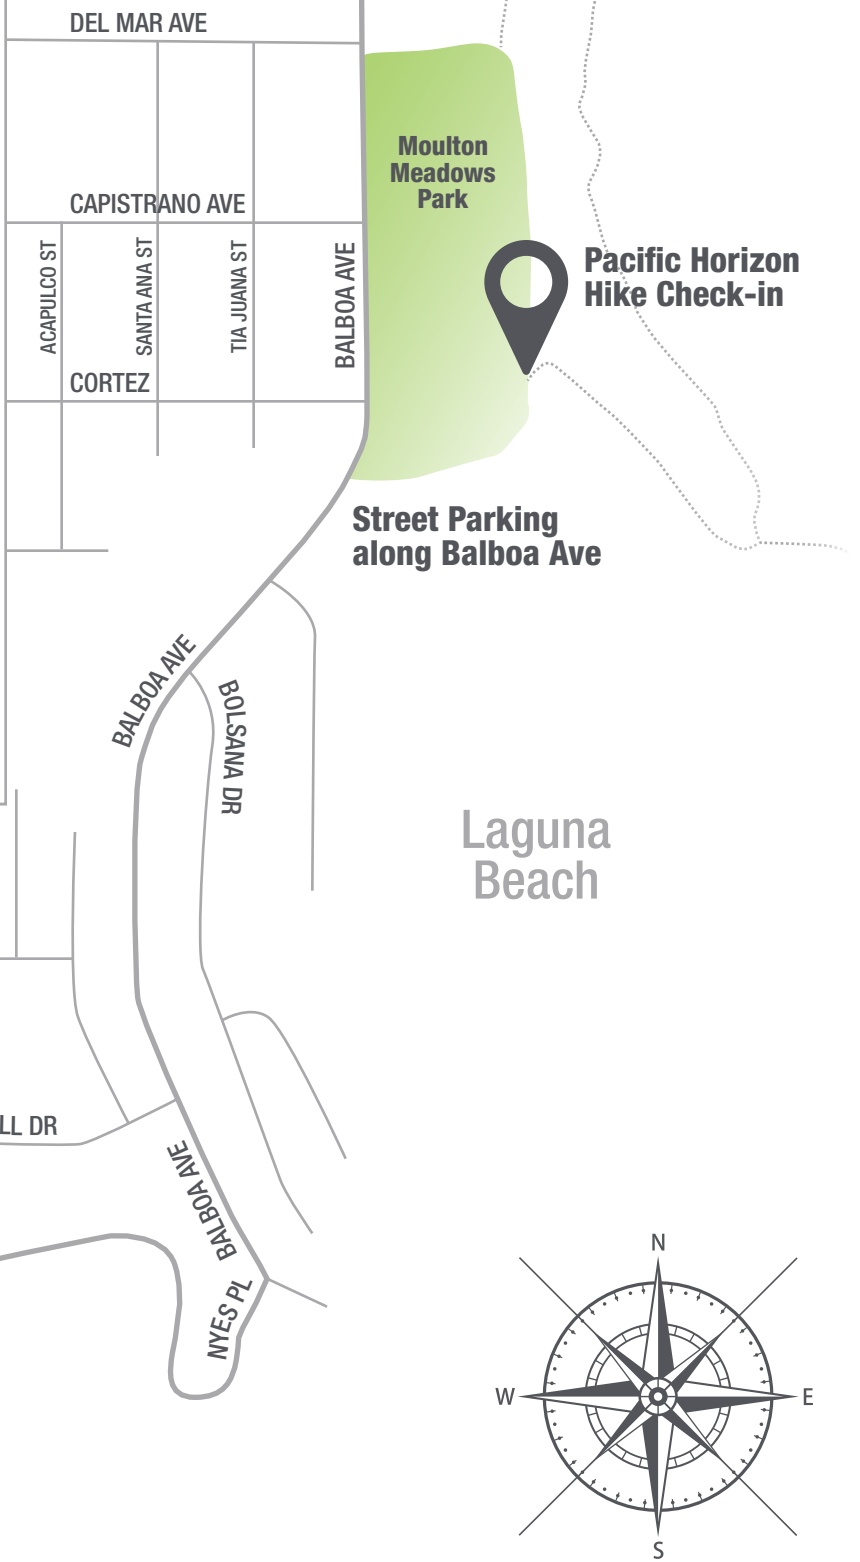 DEL MAR AVE
Moulton
Meadows
Park
CAPISTRANO AVE
ACAPULCO ST
SANTA ANA ST
TIA JUANA ST
BALBOA AVE
Pacific Horizon
Hike Check-in
CORTEZ
Street Parking
along Balboa Ave
BALBOA AVE
BOLSANA DR
Laguna
Beach
LL DR
BALBOA AVE
NYES PL
N
W
E
S